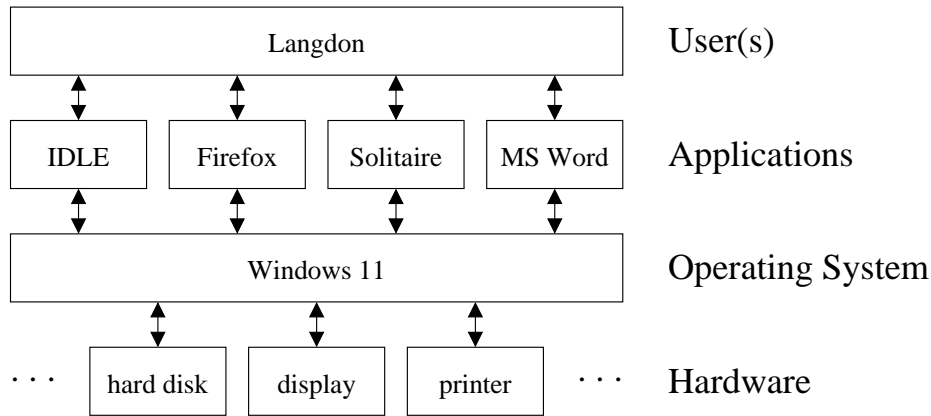 Langdon User(s)
IDLE Firefox Solitaire MS Word Applications
Windows 11 Operating System
. . . hard disk display printer . . . Hardware